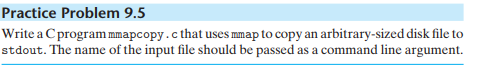 Practice Problem 9.5
Write a C program mmapcopy.c that uses mmap to copy an arbitrary-sized disk file to
stdout. The name of the input file should be passed as a command line argument.